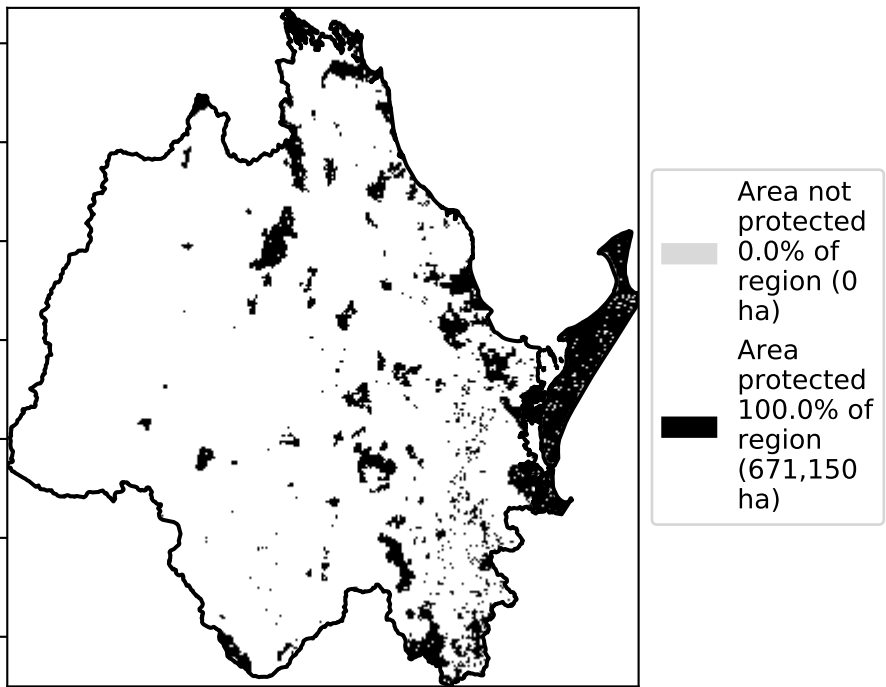 Area not
protected
0.0% of
region (0
ha)
Area
protected
100.0% of
region
(671,150
ha)